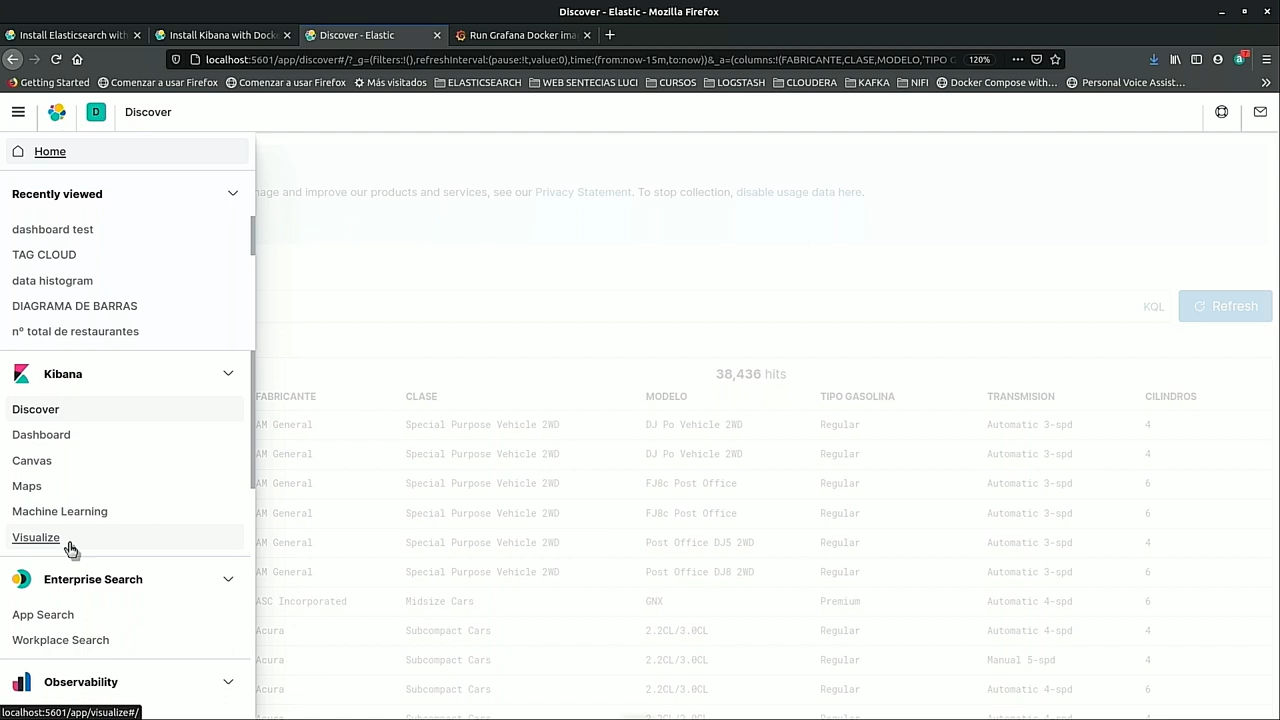 Discover - Elastic - Mozilla Firefox
Install Elasticsearch with
Install Kibana with Dock
Discover - Elastic
Run Grafana Docker ima
localhost:5601/app/discover#/?_g=(filters:!(),refreshInterval:(pause:!t,value:0),time:(from:now-15m,to:now))&_a=(columns:!(FABRICANTE,CLASE,MODELO,'TIPO G
120%
Getting Started
Comenzar a usar Firefox
Comenzar a usar Firefox
Más visitados
ELASTICSEARCH
WEB SENTECIAS LUCI
CURSOS
LOGSTASH
CLOUDERA
KAFKA
NIFI
Docker Compose with...
Personal Voice Assist...
D
Discover
Home
Recently viewed
age and improve our products and services, see our Privacy Statement. To stop collection, disable usage data here.
dashboard test
TAG CLOUD
data histogram
DIAGRAMA DE BARRAS
nº total de restaurantes
KQL
Refresh
Kibana
Discover
Dashboard
Canvas
Maps
Machine Learning
Visualize
Enterprise Search
App Search
Workplace Search
Observability
38,436 hits
FABRICANTE CLASE MODELO TIPO GASOLINA TRANSMISION CILINDROS
AM General Special Purpose Vehicle 2WD DJ Po Vehicle 2WD Regular Automatic 3-spd 4
AM General Special Purpose Vehicle 2WD DJ Po Vehicle 2WD Regular Automatic 3-spd 4
AM General Special Purpose Vehicle 2WD FJ8c Post Office Regular Automatic 3-spd 6
AM General Special Purpose Vehicle 2WD FJ8c Post Office Regular Automatic 3-spd 6
AM General Special Purpose Vehicle 2WD Post Office DJ5 2WD Regular Automatic 3-spd 4
AM General Special Purpose Vehicle 2WD Post Office DJ8 2WD Regular Automatic 3-spd 6
ASC Incorporated Midsize Cars GNX Premium Automatic 4-spd 6
Acura Subcompact Cars 2.2CL/3.0CL Regular Automatic 4-spd 4
Acura Subcompact Cars 2.2CL/3.0CL Regular Manual 5-spd 4
Acura Subcompact Cars 2.2CL/3.0CL Regular Automatic 4-spd 6
localhost:5601/app/visualize#/